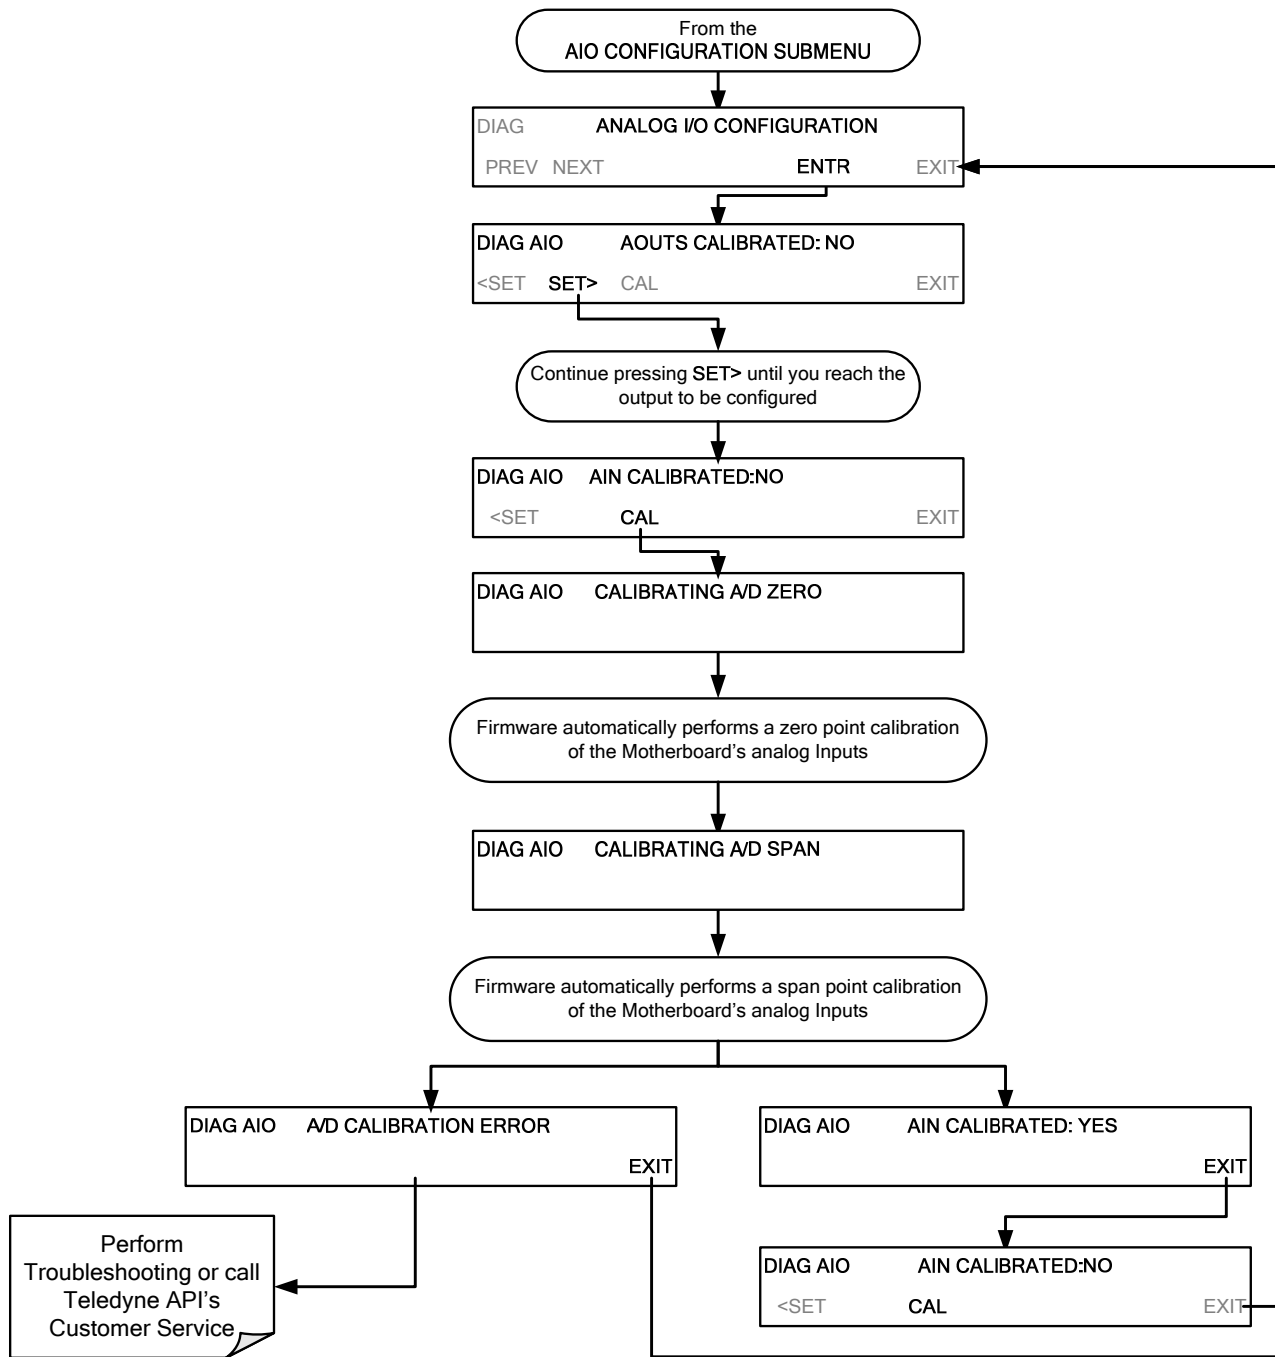 From the
AIO CONFIGURATION SUBMENU
DIAG ANALOG I/O CONFIGURATION
PREV NEXT ENTR EXIT
DIAG AIO AOUTS CALIBRATED: NO
<SET SET> CAL EXIT
Continue pressing SET> until you reach the
output to be configured
DIAG AIO AIN CALIBRATED:NO
<SET CAL EXIT
DIAG AIO CALIBRATING A/D ZERO
Firmware automatically performs a zero point calibration
of the Motherboard's analog Inputs
DIAG AIO CALIBRATING A/D SPAN
Firmware automatically performs a span point calibration
of the Motherboard's analog Inputs
DIAG AIO A/D CALIBRATION ERROR
EXIT
DIAG AIO AIN CALIBRATED: YES
EXIT
Perform
Troubleshooting or call
Teledyne API's
Customer Service
DIAG AIO AIN CALIBRATED:NO
<SET CAL EXIT